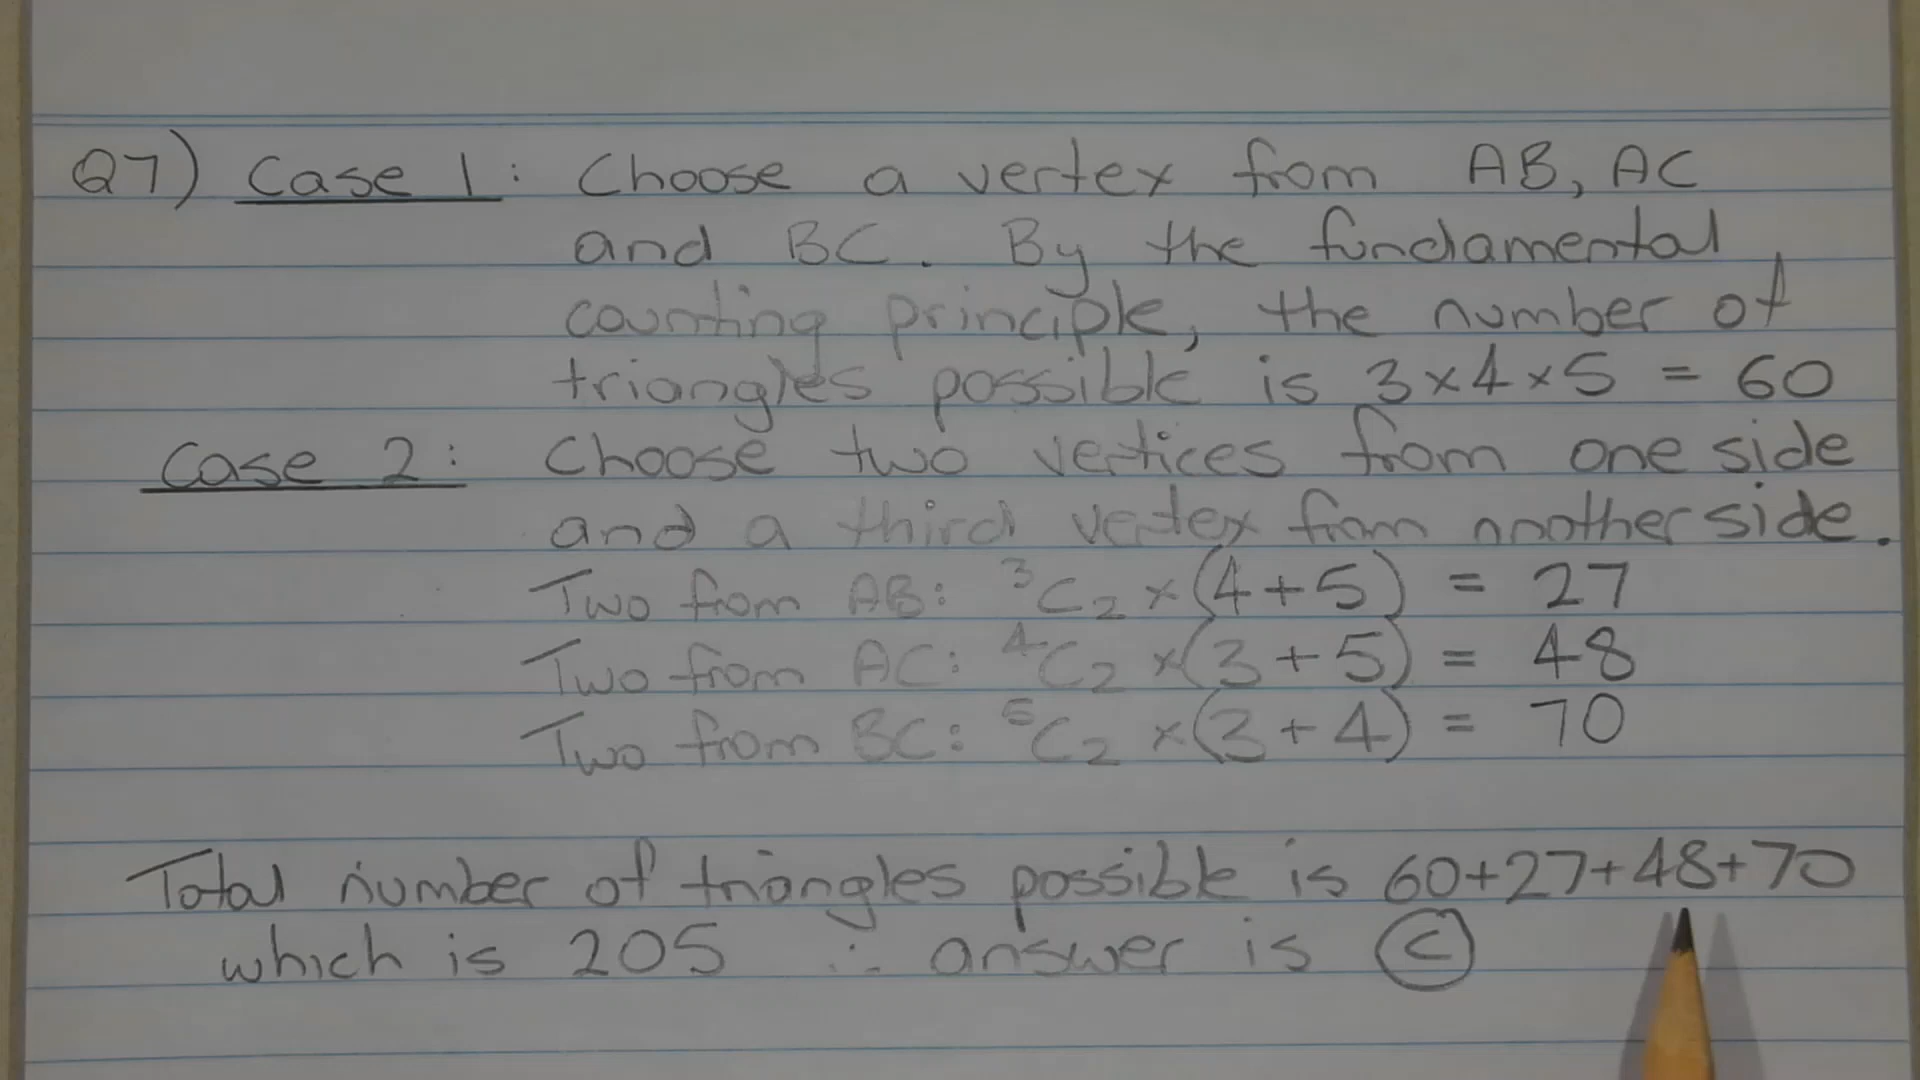 Q7) Case 1: Choose a vertex from AB, AC
and BC. By the fundamental
counting principle, the number of
triangles possible is 3×4×5 = 60
Case 2: Choose two vertices from one side
and a third vertex from another side.
Two from AB: ³C₂×(4+5) = 27
Two from AC: ⁴C₂×(3+5) = 48
Two from BC: ⁵C₂×(3+4) = 70
Total number of triangles possible is 60+27+48+70
which is 205 ∴ answer is Ⓒ